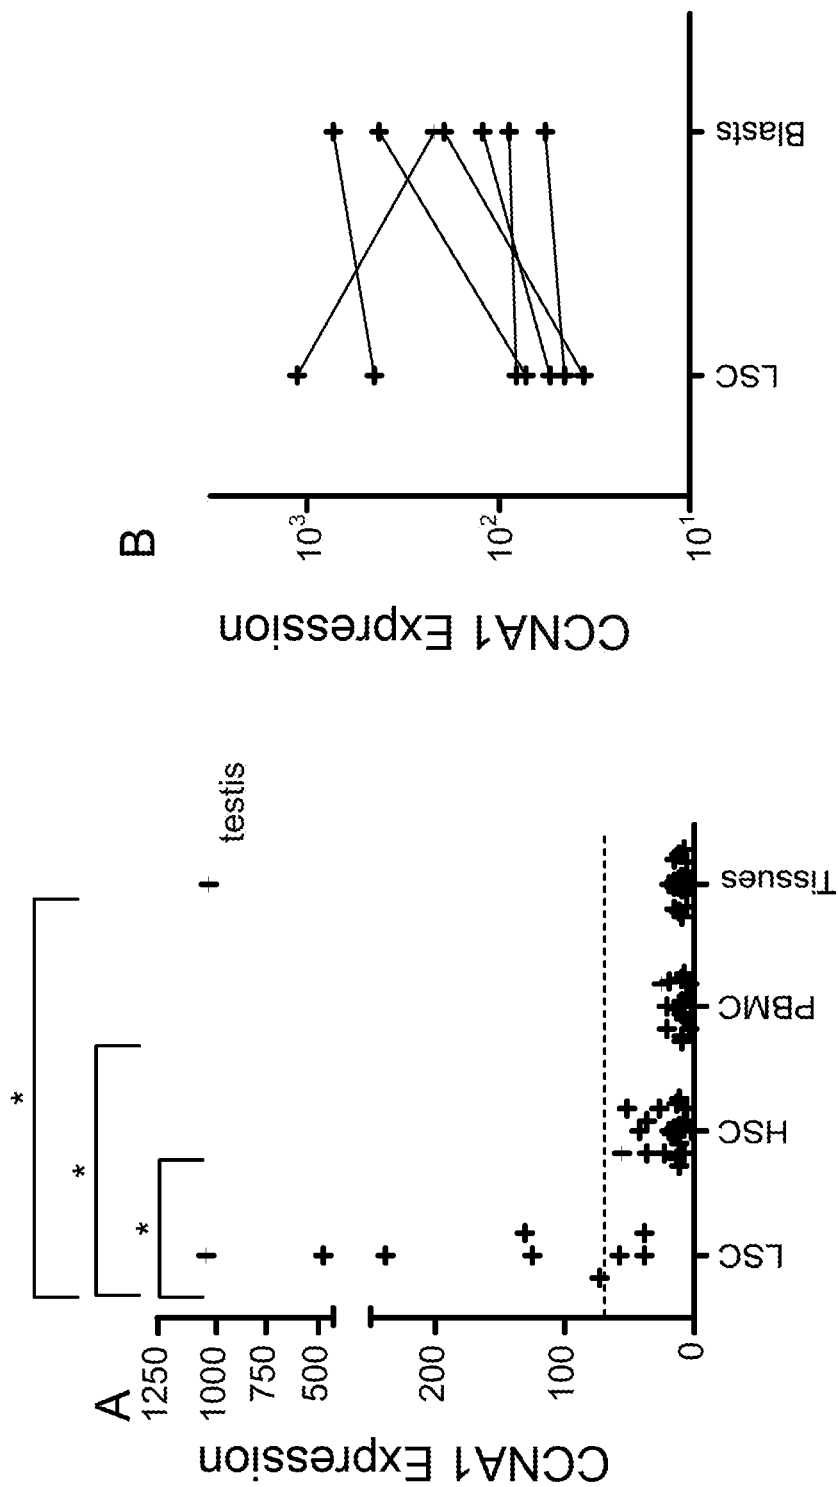 A
CCNA1 Expression
1250
1000
750
500
200
100
0
*
*
*
testis
LSC
HSC
PBMC
Tissues
B
CCNA1 Expression
10³
10²
10¹
LSC
Blasts